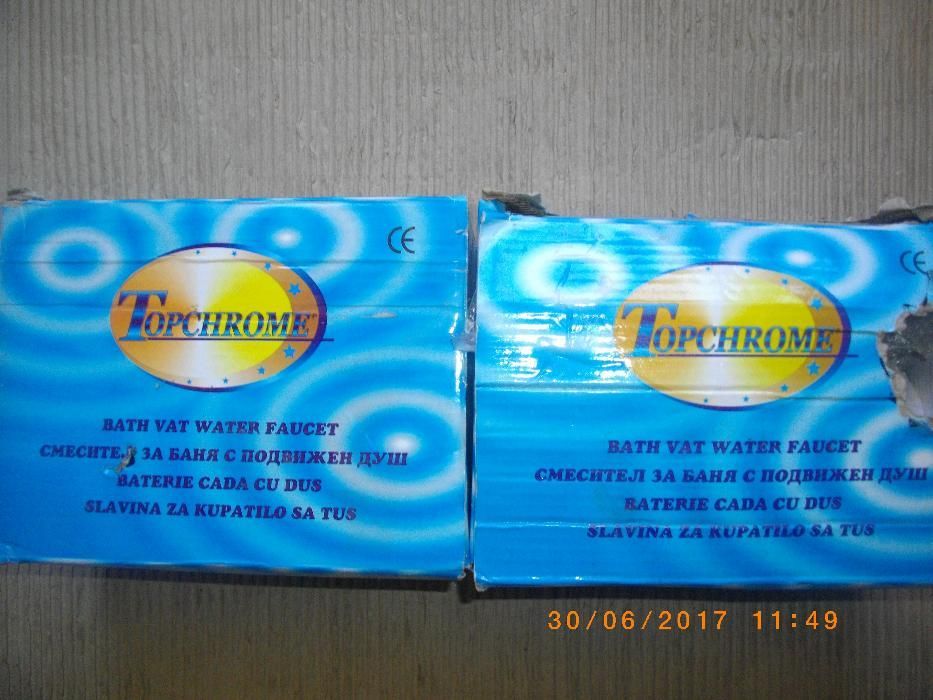 CE
TOPCHROME
BATH VAT WATER FAUCET
СМЕСИТЕЛ ЗА БАНЯ С ПОДВИЖЕН ДУШ
BATERIE CADA CU DUS
SLAVINA ZA KUPATILO SA TUS
CE
TOPCHROME
BATH VAT WATER FAUCET
СМЕСИТЕЛ ЗА БАНЯ С ПОДВИЖЕН ДУШ
BATERIE CADA CU DUS
SLAVINA ZA KUPATILO SA TUS
30/06/2017 11:49